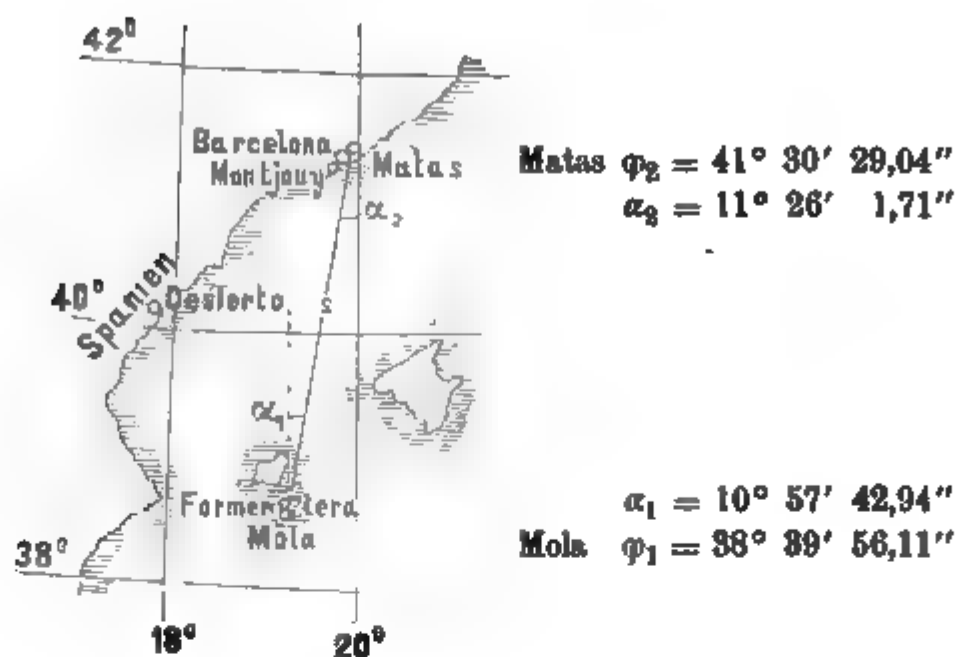 42°
Barcelona
Montjouy
Matas
α₂
40°
Spanien
Desierto
s
α₁
Formentera
Mola
38°
18°
20°
Matas φ₂ = 41° 30′ 29,04″
α₂ = 11° 26′ 1,71″
α₁ = 10° 57′ 42,94″
Mola φ₁ = 38° 39′ 56,11″